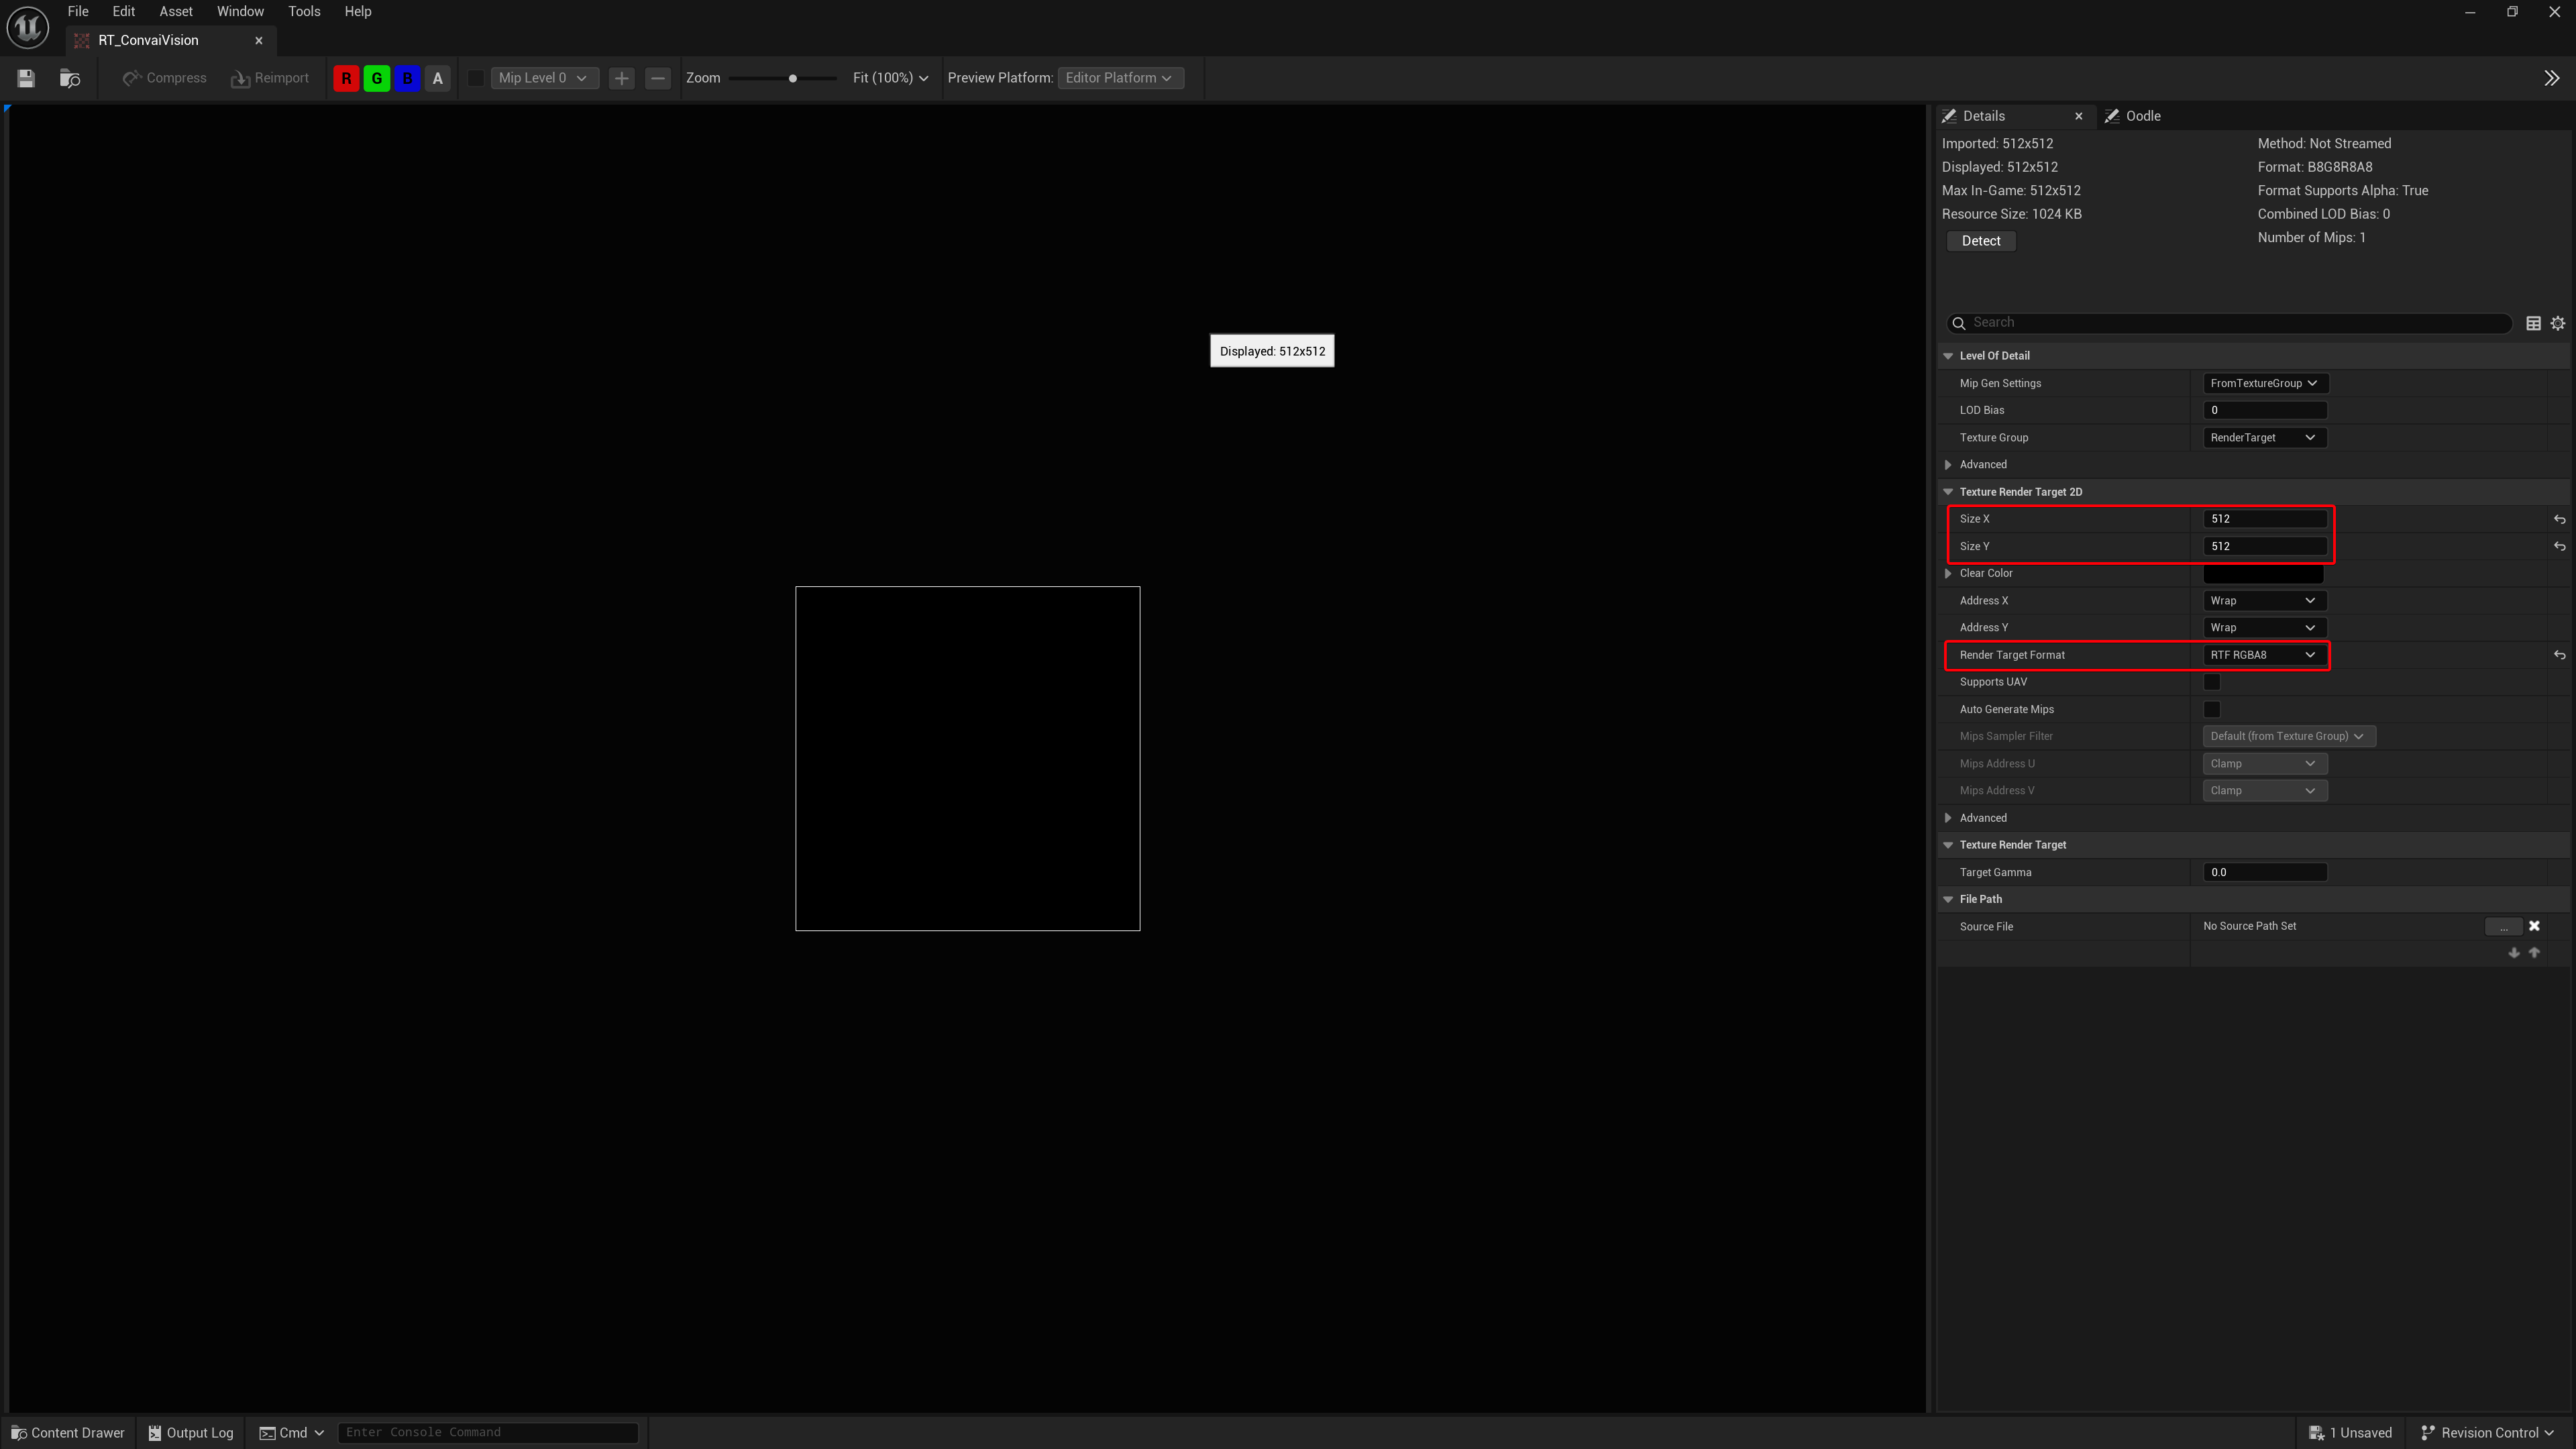 File Edit Asset Window Tools Help
RT_ConvaiVision
Compress Reimport R G B A Mip Level 0 Zoom Fit (100%) Preview Platform: Editor Platform
Details Oodle
Imported: 512x512 Method: Not Streamed
Displayed: 512x512 Format: B8G8R8A8
Max In-Game: 512x512 Format Supports Alpha: True
Resource Size: 1024 KB Combined LOD Bias: 0
Number of Mips: 1
Detect
Search
Displayed: 512x512
Level Of Detail
Mip Gen Settings FromTextureGroup
LOD Bias 0
Texture Group RenderTarget
Advanced
Texture Render Target 2D
Size X 512
Size Y 512
Clear Color
Address X Wrap
Address Y Wrap
Render Target Format RTF RGBA8
Supports UAV
Auto Generate Mips
Mips Sampler Filter Default (from Texture Group)
Mips Address U Clamp
Mips Address V Clamp
Advanced
Texture Render Target
Target Gamma 0.0
File Path
Source File No Source Path Set ...
Content Drawer Output Log Cmd Enter Console Command 1 Unsaved Revision Control